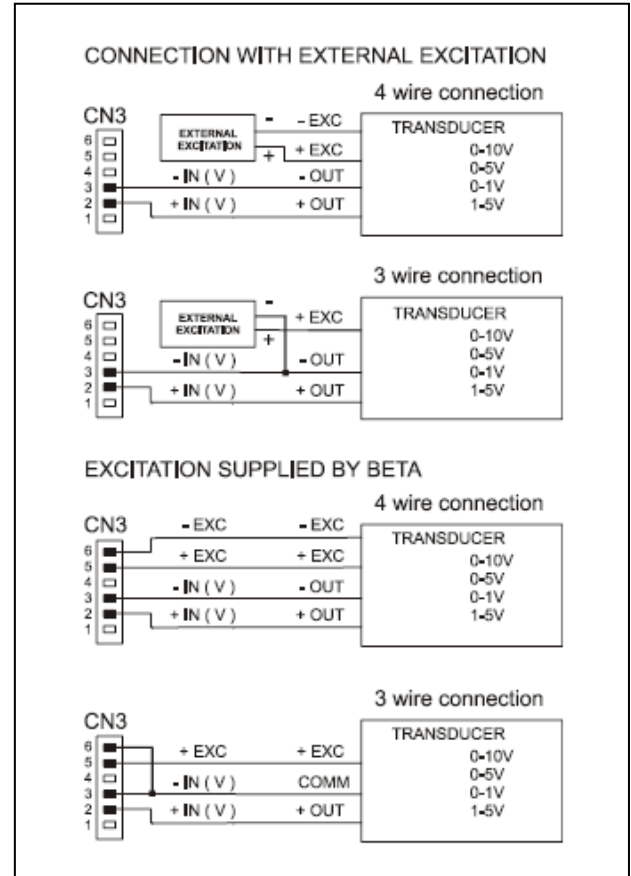 CONNECTION WITH EXTERNAL EXCITATION
4 wire connection
CN3
6
5
4
3
2
1
EXTERNAL
EXCITATION
-
+
- EXC
+ EXC
- IN ( V )
- OUT
+ IN ( V )
+ OUT
TRANSDUCER
0-10V
0-5V
0-1V
1-5V
3 wire connection
CN3
6
5
4
3
2
1
EXTERNAL
EXCITATION
-
+
+ EXC
- IN ( V )
- OUT
+ IN ( V )
+ OUT
TRANSDUCER
0-10V
0-5V
0-1V
1-5V
EXCITATION SUPPLIED BY BETA
4 wire connection
CN3
6
5
4
3
2
1
- EXC
- EXC
+ EXC
+ EXC
- IN ( V )
- OUT
+ IN ( V )
+ OUT
TRANSDUCER
0-10V
0-5V
0-1V
1-5V
3 wire connection
CN3
6
5
4
3
2
1
+ EXC
+ EXC
- IN ( V )
COMM
+ IN ( V )
+ OUT
TRANSDUCER
0-10V
0-5V
0-1V
1-5V